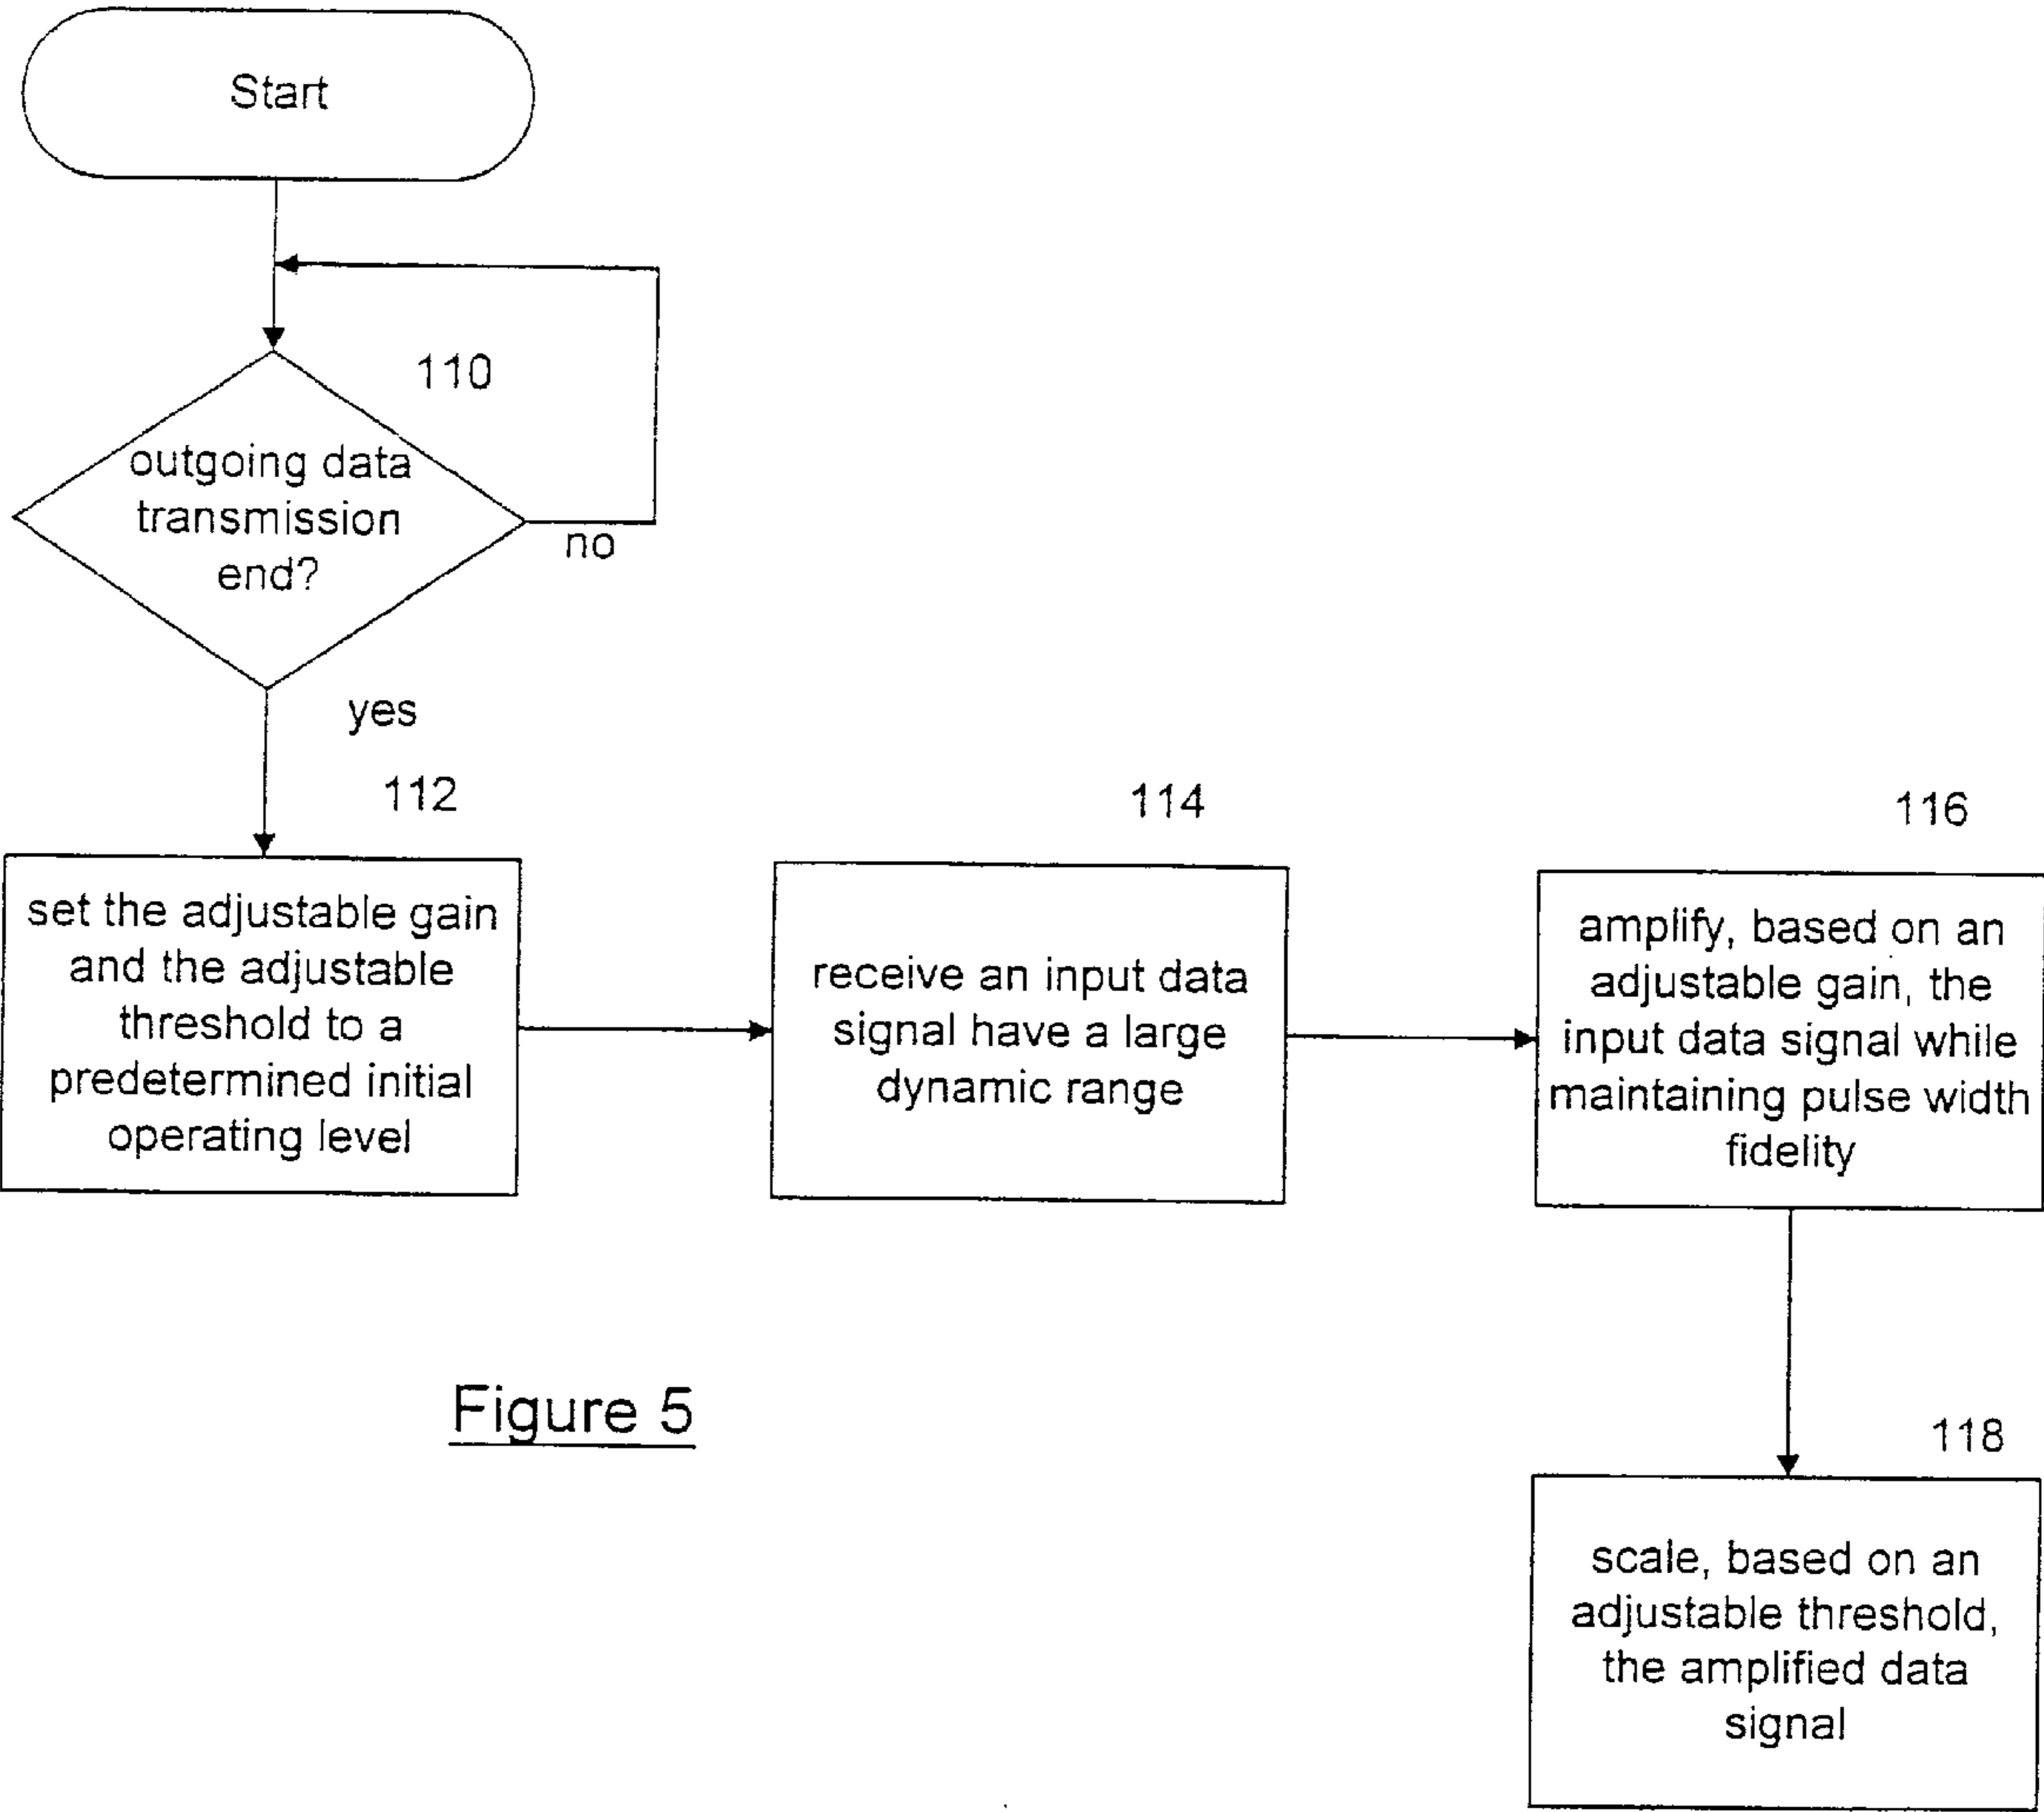 Start
110
outgoing data
transmission
end?
no
yes
112
set the adjustable gain
and the adjustable
threshold to a
predetermined initial
operating level
114
receive an input data
signal have a large
dynamic range
116
amplify, based on an
adjustable gain, the
input data signal while
maintaining pulse width
fidelity
118
scale, based on an
adjustable threshold,
the amplified data
signal
Figure 5